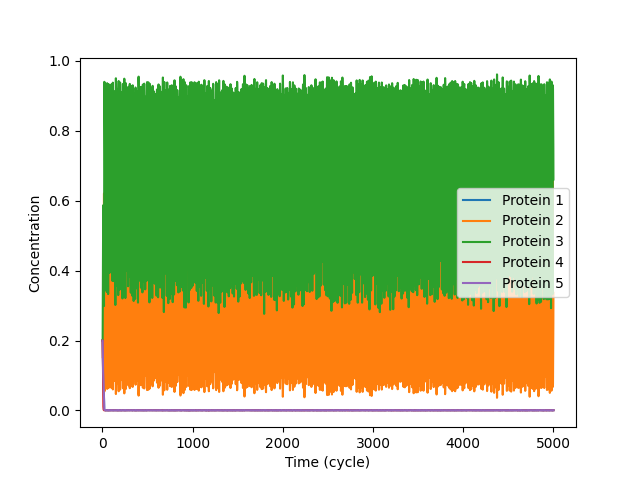 1.0
0.8
0.6
0.4
0.2
0.0
Concentration
Protein 1
Protein 2
Protein 3
Protein 4
Protein 5
0 1000 2000 3000 4000 5000
Time (cycle)